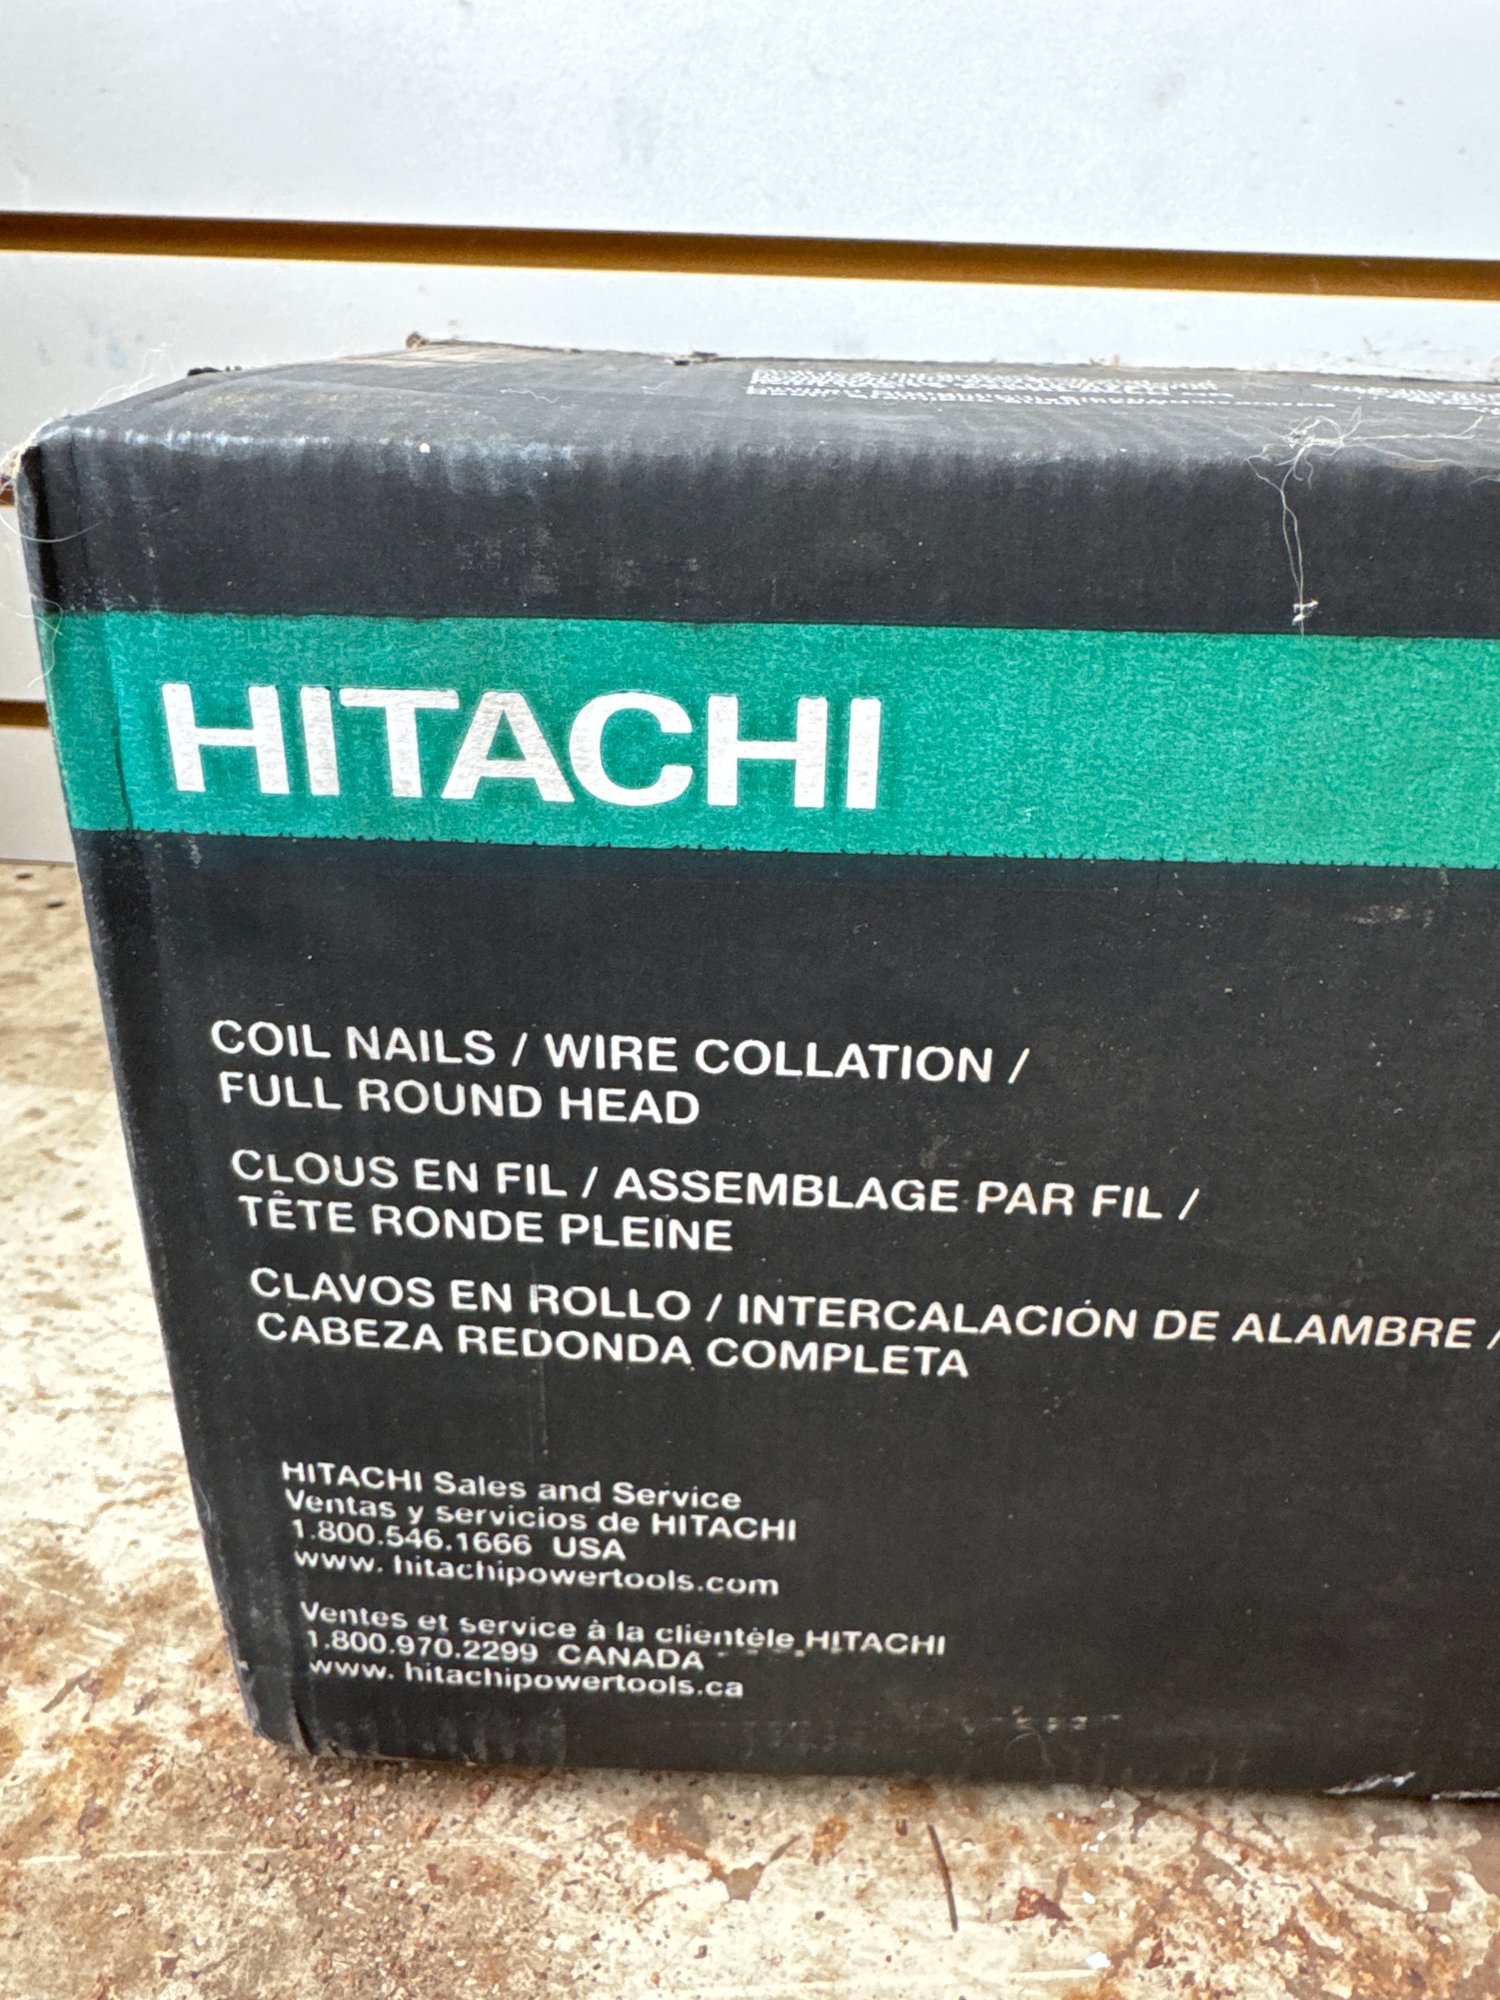 HITACHI
COIL NAILS / WIRE COLLATION /
FULL ROUND HEAD
CLOUS EN FIL / ASSEMBLAGE PAR FIL /
TÊTE RONDE PLEINE
CLAVOS EN ROLLO / INTERCALACIÓN DE ALAMBRE /
CABEZA REDONDA COMPLETA
HITACHI Sales and Service
Ventas y servicios de HITACHI
1.800.546.1666 USA
www. hitachipowertools.com
Ventes et service à la clientèle HITACHI
1.800.970.2299 CANADA
www. hitachipowertools.ca